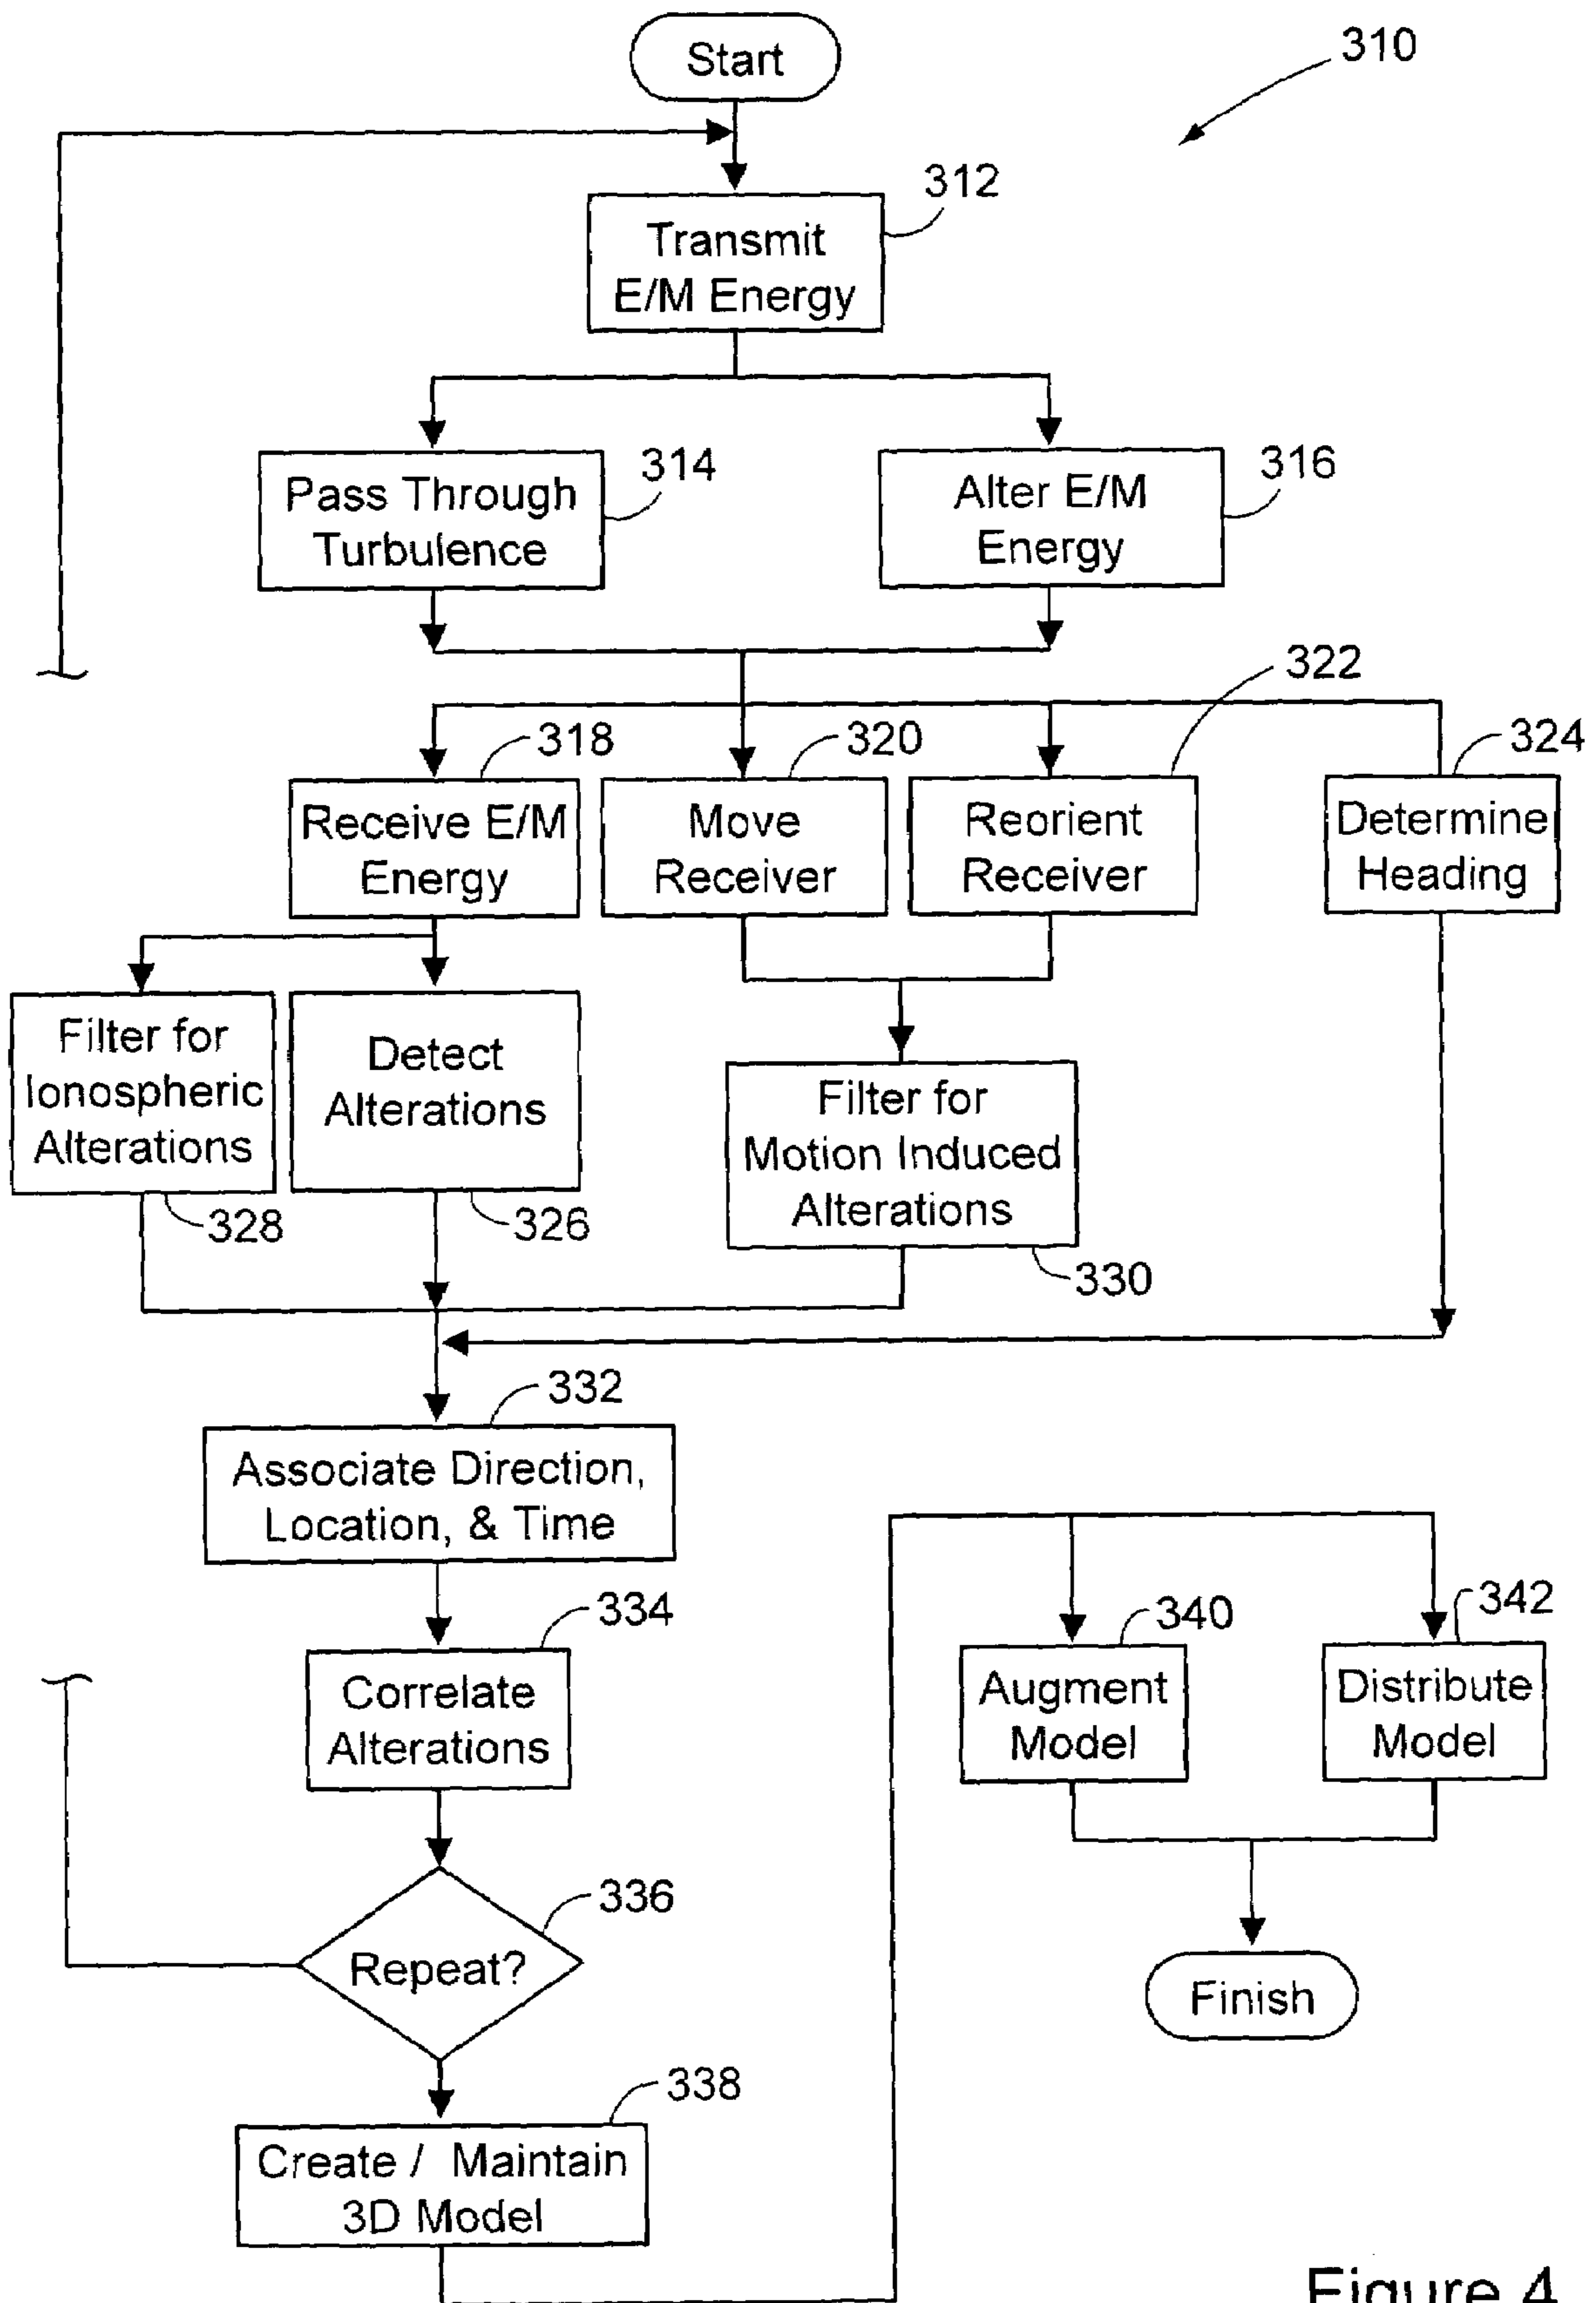 Start
310
312
Transmit
E/M Energy
314
Pass Through
Turbulence
316
Alter E/M
Energy
322
318
320
324
Receive E/M
Energy
Move
Receiver
Reorient
Receiver
Determine
Heading
Filter for
Ionospheric
Alterations
Detect
Alterations
Filter for
Motion Induced
Alterations
328
326
330
332
Associate Direction,
Location, & Time
334
Correlate
Alterations
340
342
Augment
Model
Distribute
Model
336
Repeat?
Finish
338
Create / Maintain
3D Model
Figure 4